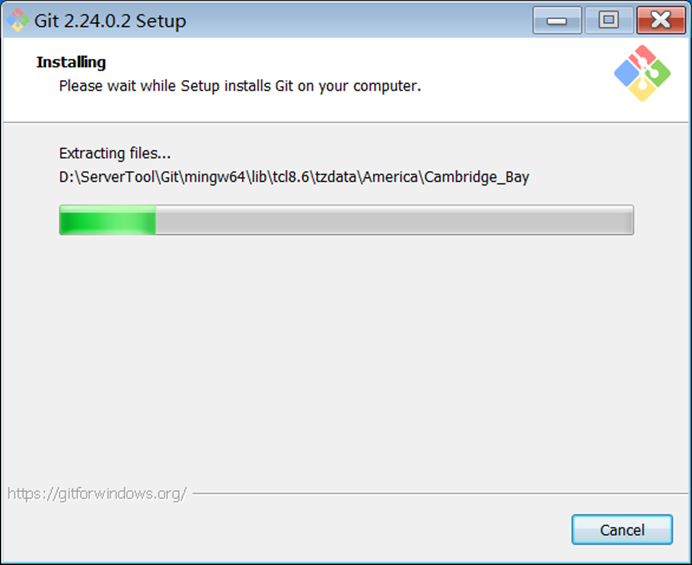 Git 2.24.0.2 Setup
Installing
Please wait while Setup installs Git on your computer.
Extracting files...
D:\ServerTool\Git\mingw64\lib\tcl8.6\tzdata\America\Cambridge_Bay
https://gitforwindows.org/
Cancel